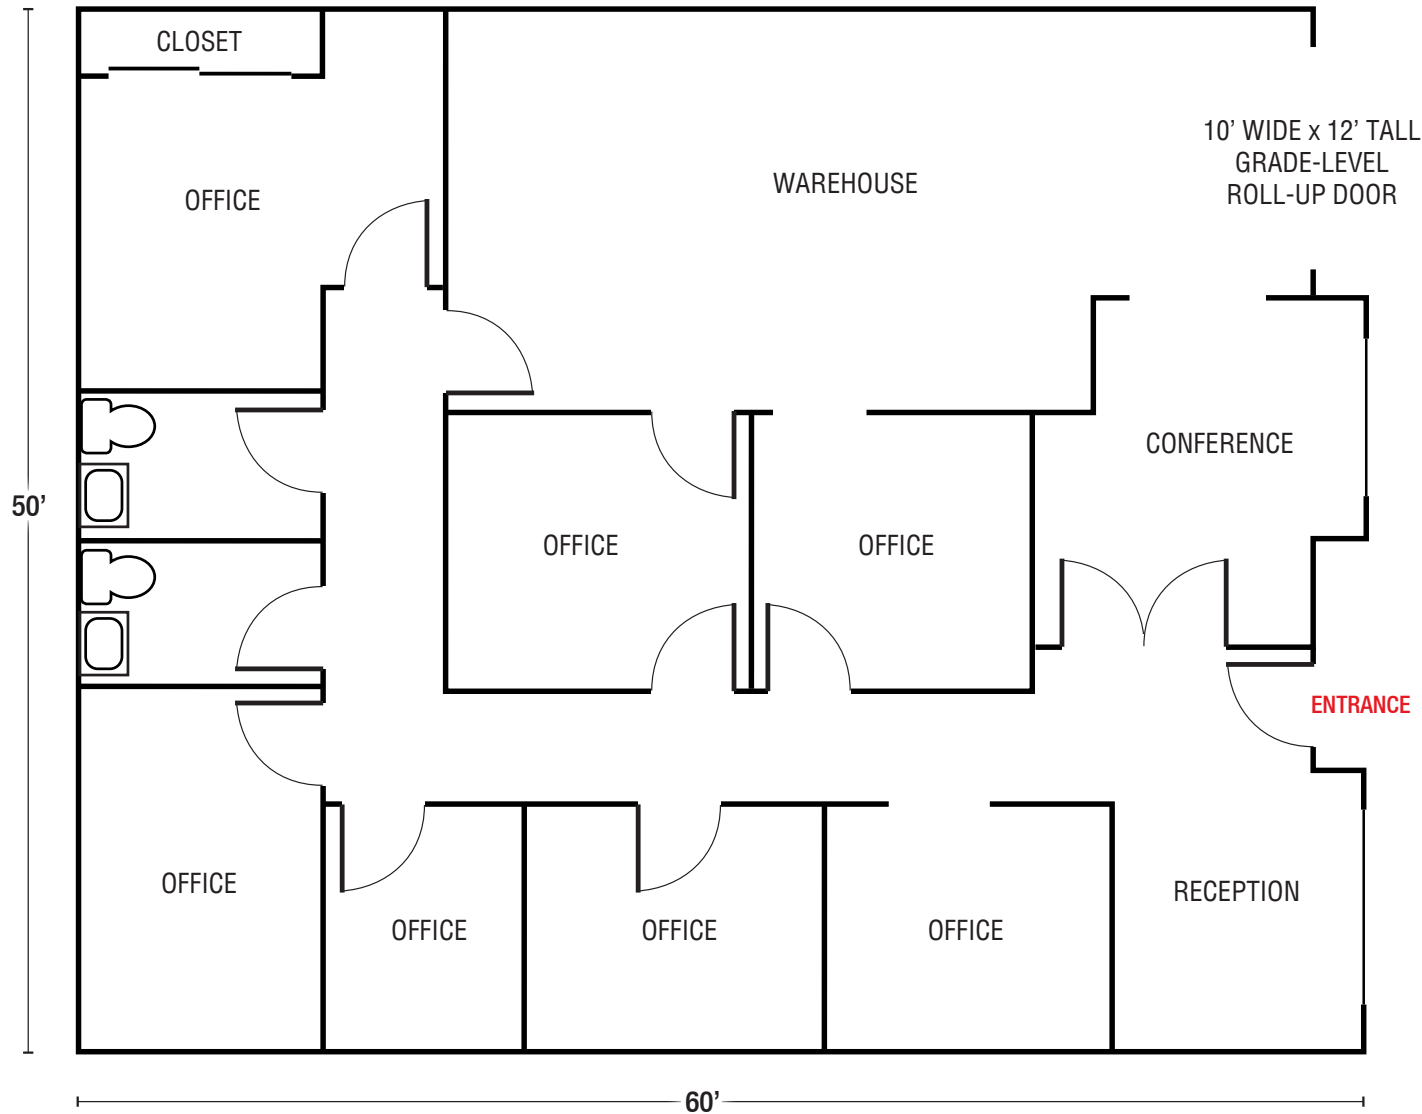 CLOSET
10’ WIDE x 12’ TALL
GRADE-LEVEL
ROLL-UP DOOR
WAREHOUSE
OFFICE
CONFERENCE
50’
OFFICE
OFFICE
ENTRANCE
OFFICE
RECEPTION
OFFICE
OFFICE
OFFICE
60’